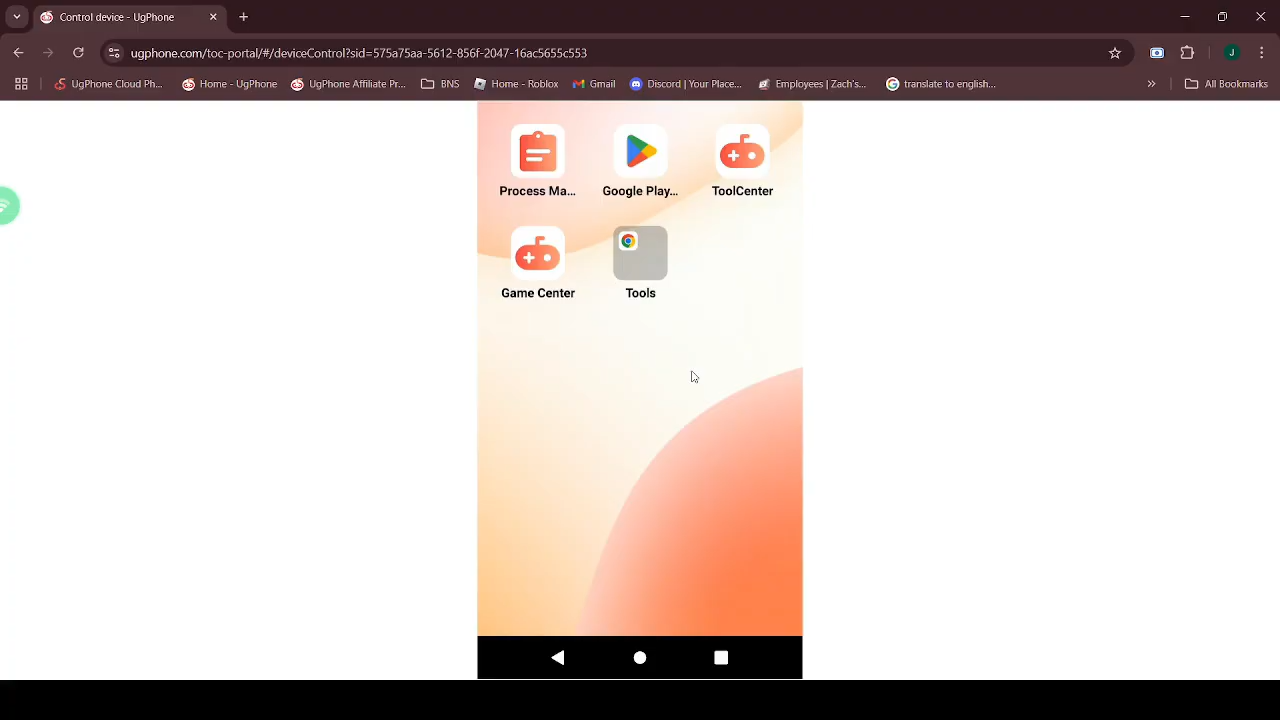 Control device - UgPhone
ugphone.com/toc-portal/#/deviceControl?sid=575a75aa-5612-856f-2047-16ac5655c553
J
UgPhone Cloud Ph...
Home - UgPhone
UgPhone Affiliate Pr...
BNS
Home - Roblox
Gmail
Discord | Your Place...
Employees | Zach's...
translate to english...
All Bookmarks
Process Ma...
Google Play...
ToolCenter
Game Center
Tools